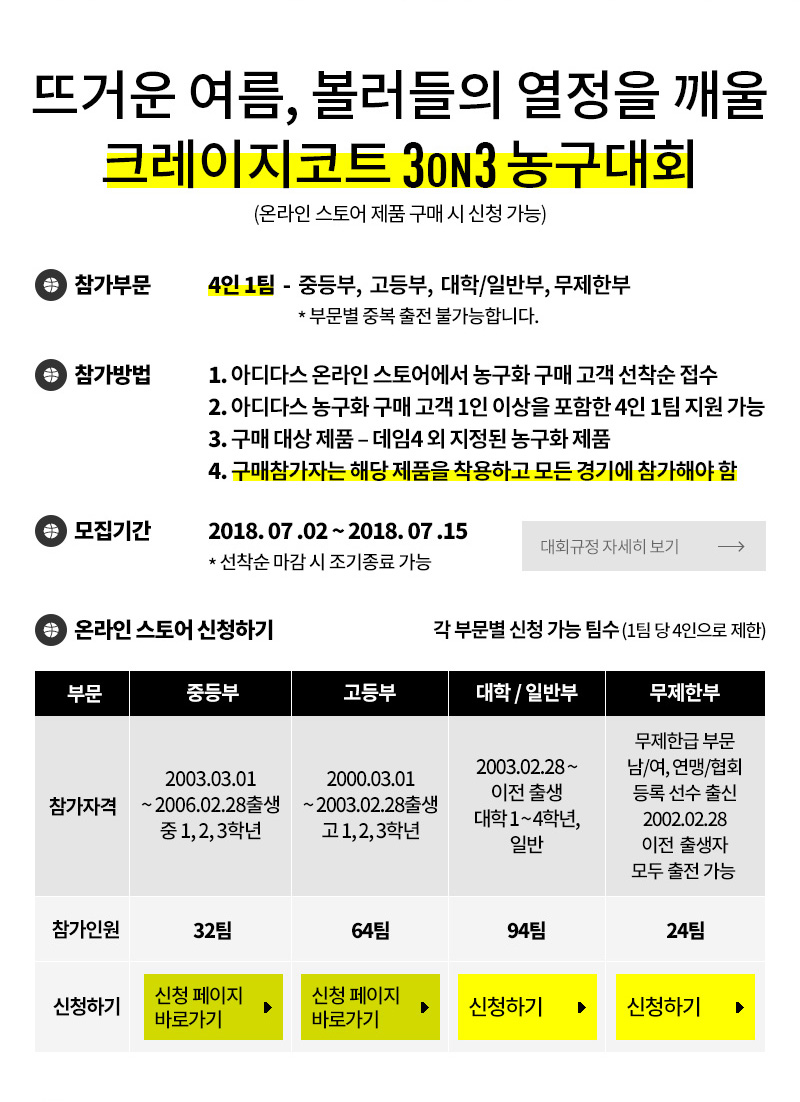 뜨거운 여름, 볼러들의 열정을 깨울
크레이지코트 3ON3 농구대회
(온라인 스토어 제품 구매 시 신청 가능)
참가부문 4인 1팀 - 중등부, 고등부, 대학/일반부, 무제한부
* 부문별 중복 출전 불가능합니다.
참가방법 1. 아디다스 온라인 스토어에서 농구화 구매 고객 선착순 접수
2. 아디다스 농구화 구매 고객 1인 이상을 포함한 4인 1팀 지원 가능
3. 구매 대상 제품 – 데임4 외 지정된 농구화 제품
4. 구매참가자는 해당 제품을 착용하고 모든 경기에 참가해야 함
모집기간 2018. 07 .02 ~ 2018. 07 .15
* 선착순 마감 시 조기종료 가능
대회규정 자세히 보기
온라인 스토어 신청하기 각 부문별 신청 가능 팀수 (1팀 당 4인으로 제한)
부문 중등부 고등부 대학 / 일반부 무제한부
참가자격
2003.03.01
~ 2006.02.28출생
중 1, 2, 3학년
2000.03.01
~ 2003.02.28출생
고 1, 2, 3학년
2003.02.28 ~
이전 출생
대학 1 ~ 4학년,
일반
무제한급 부문
남/여, 연맹/협회
등록 선수 출신
2002.02.28
이전 출생자
모두 출전 가능
참가인원 32팀 64팀 94팀 24팀
신청하기
신청 페이지
바로가기
신청 페이지
바로가기
신청하기
신청하기